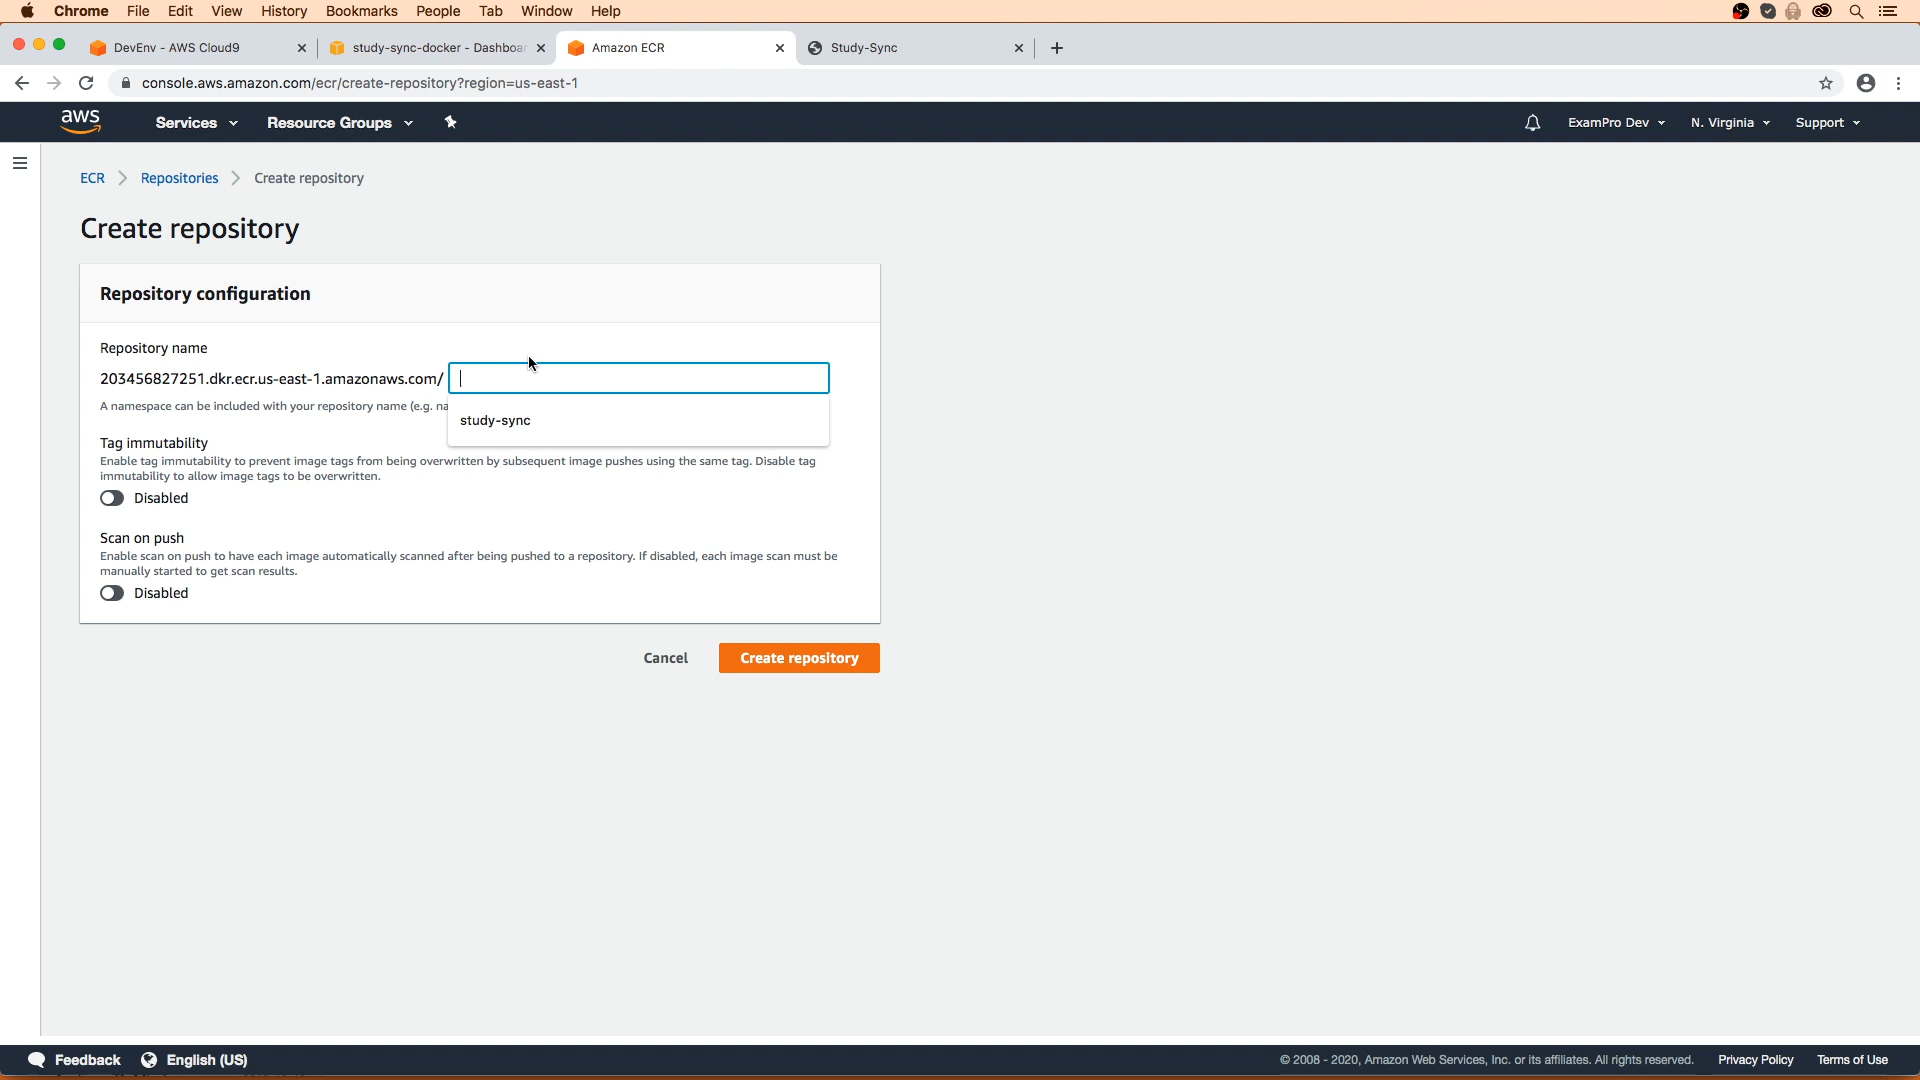 Chrome File Edit View History Bookmarks People Tab Window Help
DevEnv - AWS Cloud9
study-sync-docker - Dashboa
Amazon ECR
Study-Sync
console.aws.amazon.com/ecr/create-repository?region=us-east-1
aws Services Resource Groups ExamPro Dev N. Virginia Support
ECR Repositories Create repository
Create repository
Repository configuration
Repository name
203456827251.dkr.ecr.us-east-1.amazonaws.com/
A namespace can be included with your repository name (e.g. na
study-sync
Tag immutability
Enable tag immutability to prevent image tags from being overwritten by subsequent image pushes using the same tag. Disable tag
immutability to allow image tags to be overwritten.
Disabled
Scan on push
Enable scan on push to have each image automatically scanned after being pushed to a repository. If disabled, each image scan must be
manually started to get scan results.
Disabled
Cancel Create repository
Feedback English (US) © 2008 - 2020, Amazon Web Services, Inc. or its affiliates. All rights reserved. Privacy Policy Terms of Use